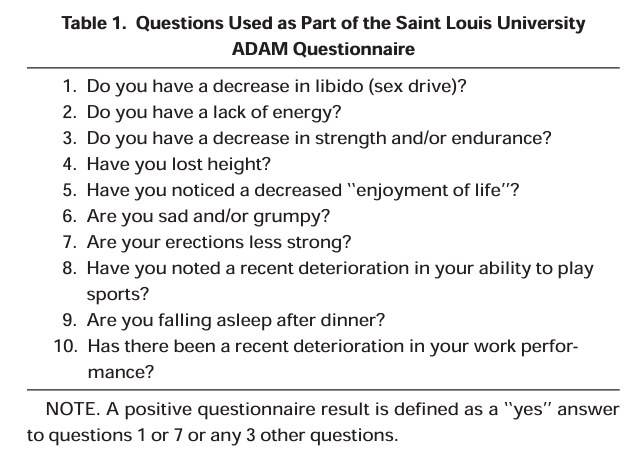 Table 1. Questions Used as Part of the Saint Louis University
ADAM Questionnaire
1. Do you have a decrease in libido (sex drive)?
2. Do you have a lack of energy?
3. Do you have a decrease in strength and/or endurance?
4. Have you lost height?
5. Have you noticed a decreased ‘‘enjoyment of life’’?
6. Are you sad and/or grumpy?
7. Are your erections less strong?
8. Have you noted a recent deterioration in your ability to play
sports?
9. Are you falling asleep after dinner?
10. Has there been a recent deterioration in your work perfor-
mance?
NOTE. A positive questionnaire result is defined as a ‘‘yes’’ answer
to questions 1 or 7 or any 3 other questions.